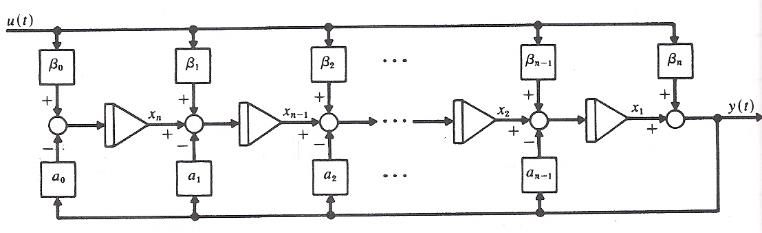 u(t)
β₀ β₁ β₂ ... βₙ₋₁ βₙ
+ + + + +
xₙ xₙ₋₁ ... x₂ x₁ y(t)
+ + + +
− − − −
a₀ a₁ a₂ ... aₙ₋₁